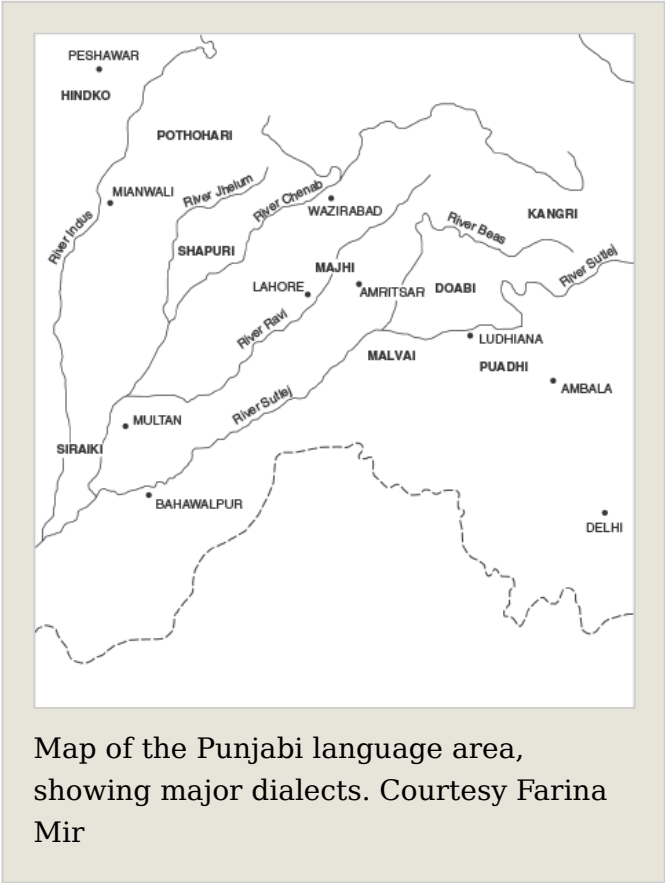 PESHAWAR
HINDKO
POTHOHARI
MIANWALI
River Jhelum
River Chenab
WAZIRABAD
KANGRI
River Indus
River Beas
SHAPURI
MAJHI
River Sutlej
LAHORE
AMRITSAR
DOABI
River Ravi
LUDHIANA
MALVAI
PUADHI
AMBALA
River Sutlej
MULTAN
SIRAIKI
BAHAWALPUR
DELHI
Map of the Punjabi language area,
showing major dialects. Courtesy Farina
Mir